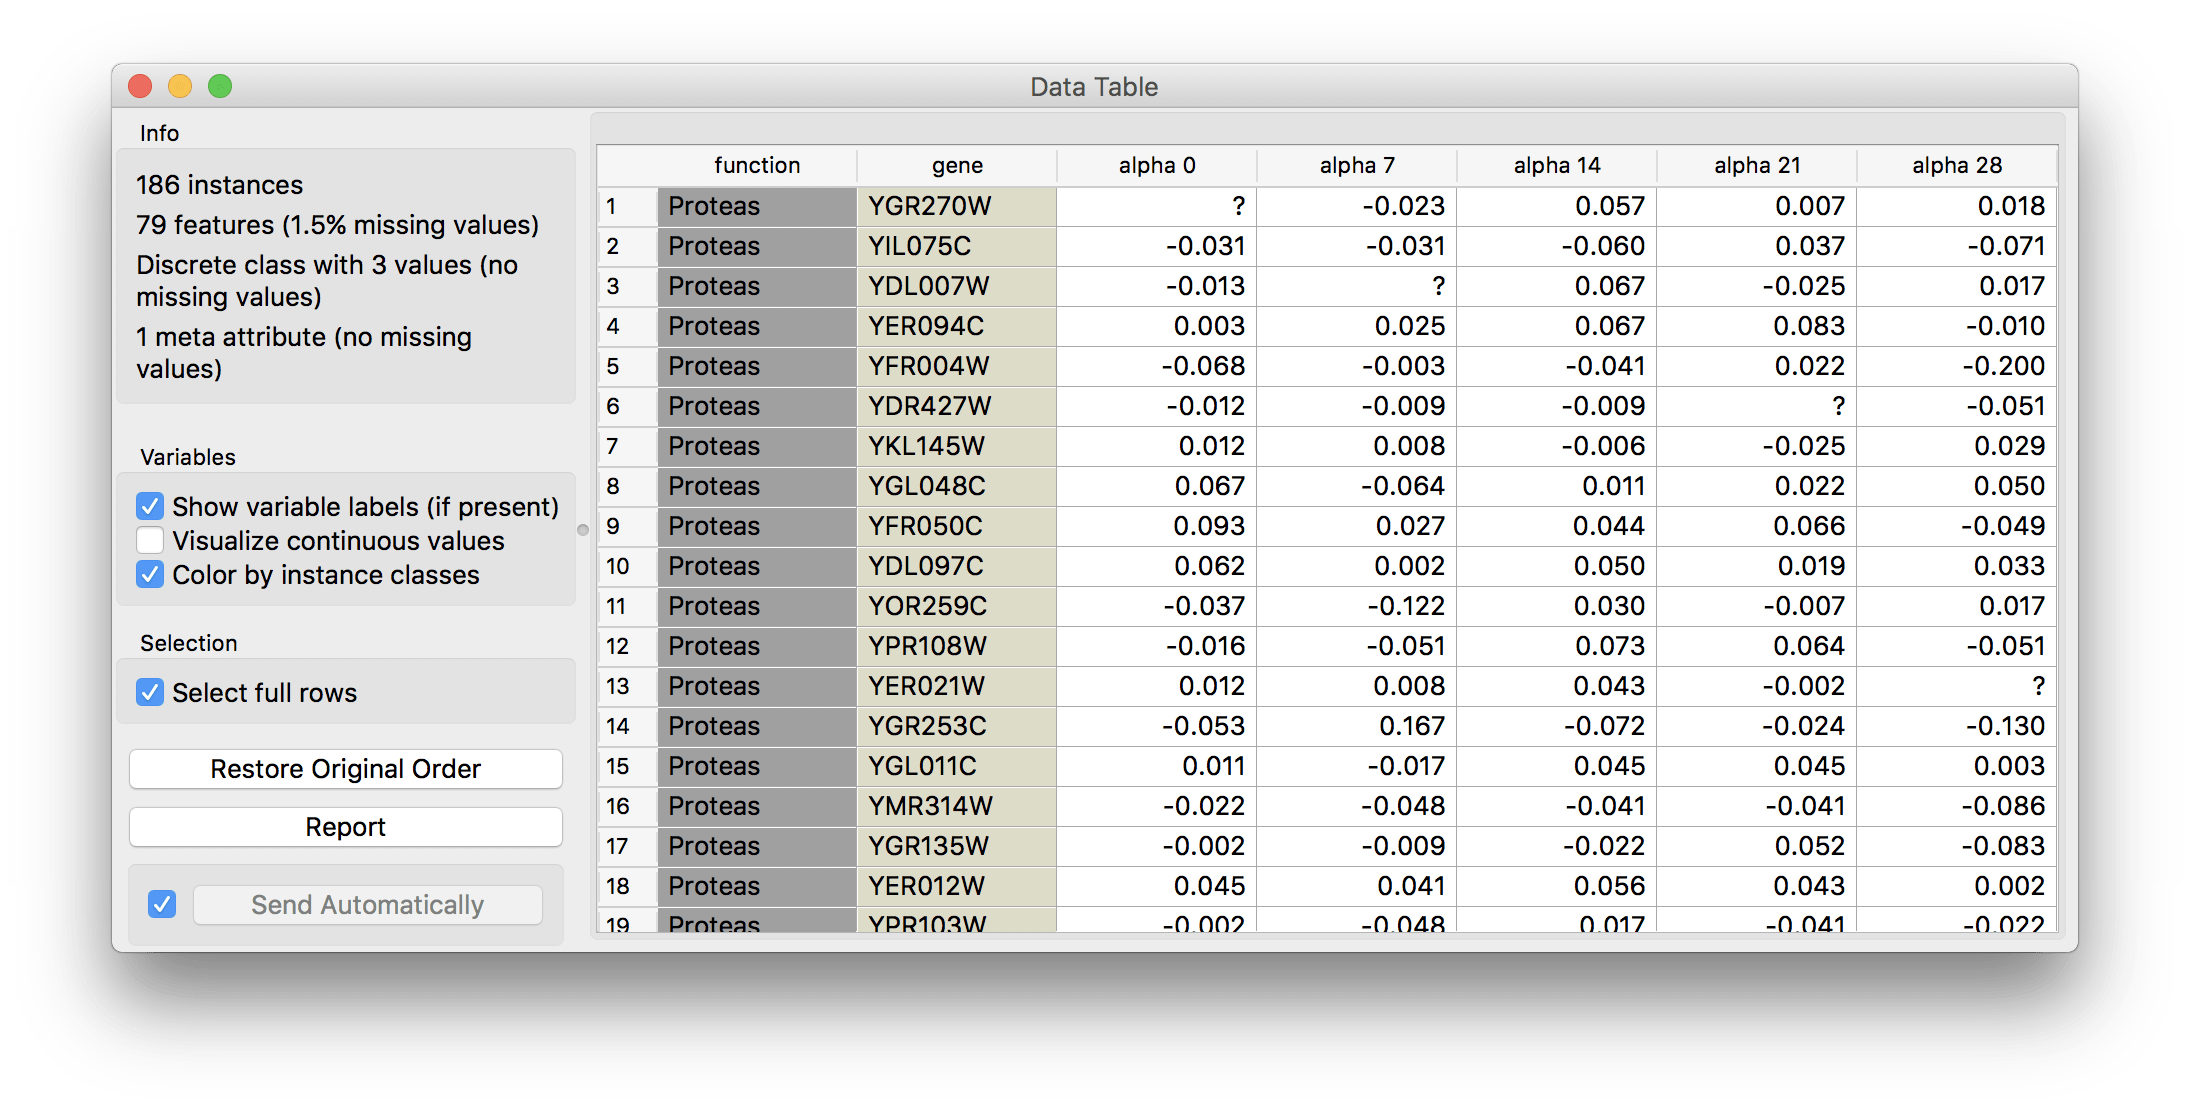 Data Table
Info
186 instances
79 features (1.5% missing values)
Discrete class with 3 values (no
missing values)
1 meta attribute (no missing
values)
Variables
Show variable labels (if present)
Visualize continuous values
Color by instance classes
Selection
Select full rows
Restore Original Order
Report
Send Automatically
function gene alpha 0 alpha 7 alpha 14 alpha 21 alpha 28
1 Proteas YGR270W ? -0.023 0.057 0.007 0.018
2 Proteas YIL075C -0.031 -0.031 -0.060 0.037 -0.071
3 Proteas YDL007W -0.013 ? 0.067 -0.025 0.017
4 Proteas YER094C 0.003 0.025 0.067 0.083 -0.010
5 Proteas YFR004W -0.068 -0.003 -0.041 0.022 -0.200
6 Proteas YDR427W -0.012 -0.009 -0.009 ? -0.051
7 Proteas YKL145W 0.012 0.008 -0.006 -0.025 0.029
8 Proteas YGL048C 0.067 -0.064 0.011 0.022 0.050
9 Proteas YFR050C 0.093 0.027 0.044 0.066 -0.049
10 Proteas YDL097C 0.062 0.002 0.050 0.019 0.033
11 Proteas YOR259C -0.037 -0.122 0.030 -0.007 0.017
12 Proteas YPR108W -0.016 -0.051 0.073 0.064 -0.051
13 Proteas YER021W 0.012 0.008 0.043 -0.002 ?
14 Proteas YGR253C -0.053 0.167 -0.072 -0.024 -0.130
15 Proteas YGL011C 0.011 -0.017 0.045 0.045 0.003
16 Proteas YMR314W -0.022 -0.048 -0.041 -0.041 -0.086
17 Proteas YGR135W -0.002 -0.009 -0.022 0.052 -0.083
18 Proteas YER012W 0.045 0.041 0.056 0.043 0.002
19 Proteas YPR103W -0.002 -0.048 0.017 -0.041 -0.022